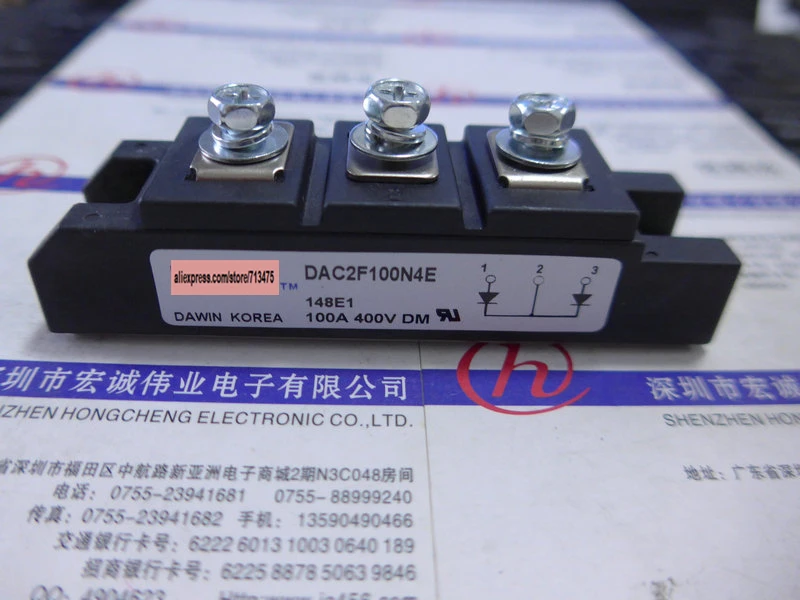 aliexpress.com/store/713475
TM
DAC2F100N4E
148E1
DAWIN KOREA
100A 400V DM
1 2 3
h
圳市宏诚伟业电子有限公司
NZHEN HONGCHENG ELECTRONIC CO.,LTD.
省深圳市福田区中航路新亚洲电子商城2期N3C048房间
电话：0755-23941681 0755-88999240
传真：0755-23941682 手机：13590490466
交通银行卡号：6222 6013 1003 0640 189
招商银行卡号：6225 8878 5063 9846
QQ: 4904623
深圳市宏诚
SHENZHEN HON
地址：广东省深圳